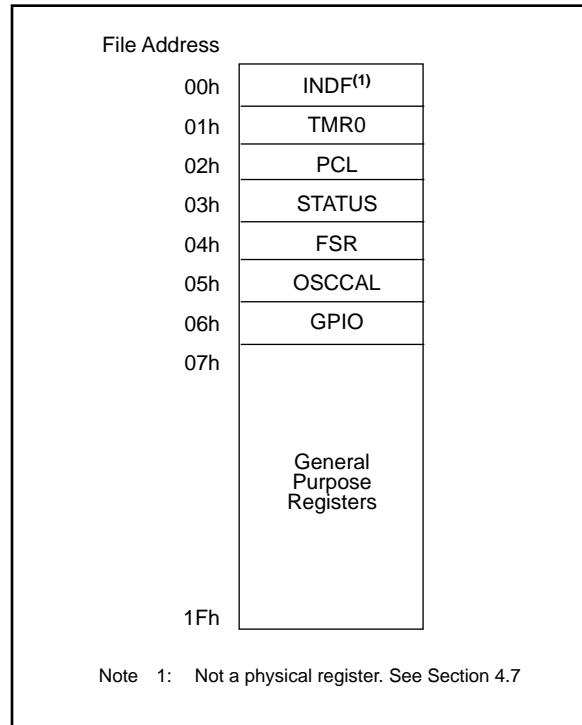 File Address
00h INDF(1)
01h TMR0
02h PCL
03h STATUS
04h FSR
05h OSCCAL
06h GPIO
07h
General
Purpose
Registers
1Fh
Note 1: Not a physical register. See Section 4.7